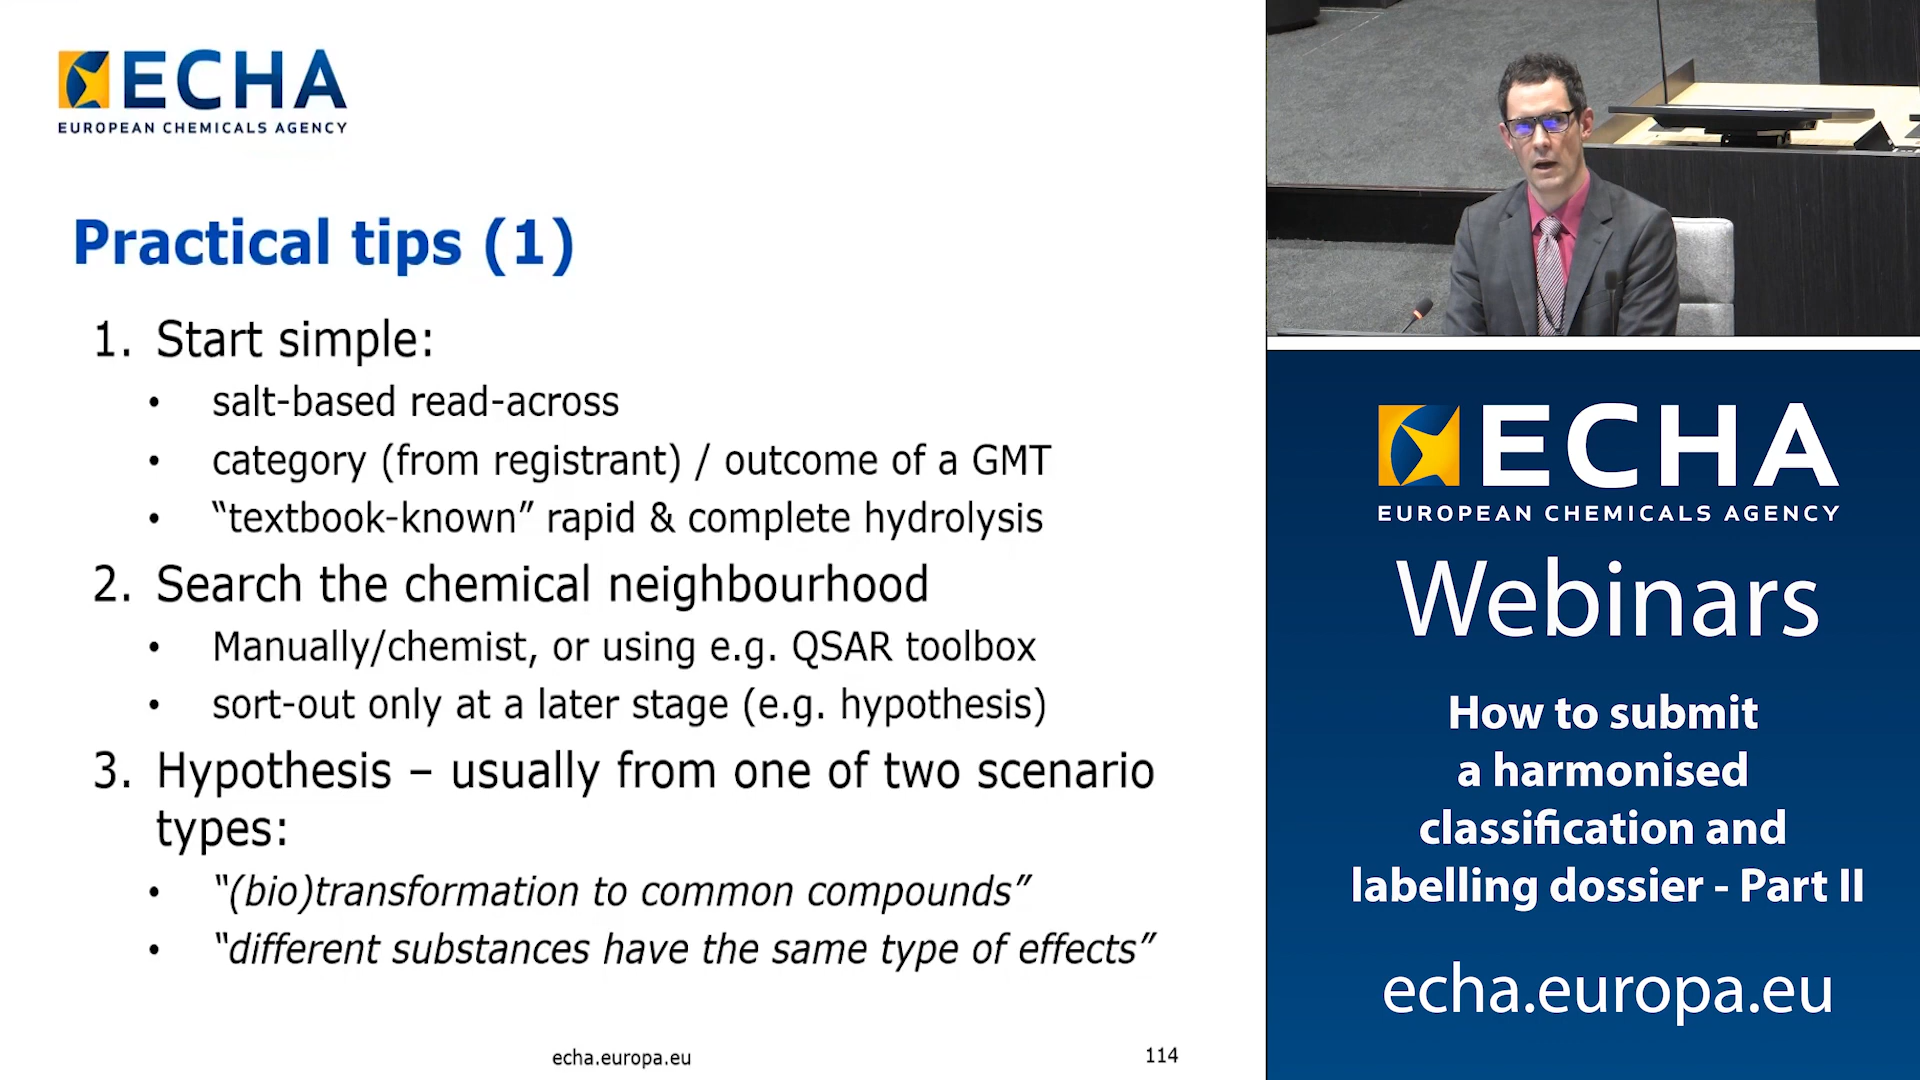 ECHA
EUROPEAN CHEMICALS AGENCY
Practical tips (1)
1. Start simple:
• salt-based read-across
• category (from registrant) / outcome of a GMT
• “textbook-known” rapid & complete hydrolysis
2. Search the chemical neighbourhood
• Manually/chemist, or using e.g. QSAR toolbox
• sort-out only at a later stage (e.g. hypothesis)
3. Hypothesis – usually from one of two scenario
types:
• “(bio)transformation to common compounds”
• “different substances have the same type of effects”
echa.europa.eu
114
ECHA
EUROPEAN CHEMICALS AGENCY
Webinars
How to submit
a harmonised
classification and
labelling dossier - Part II
echa.europa.eu